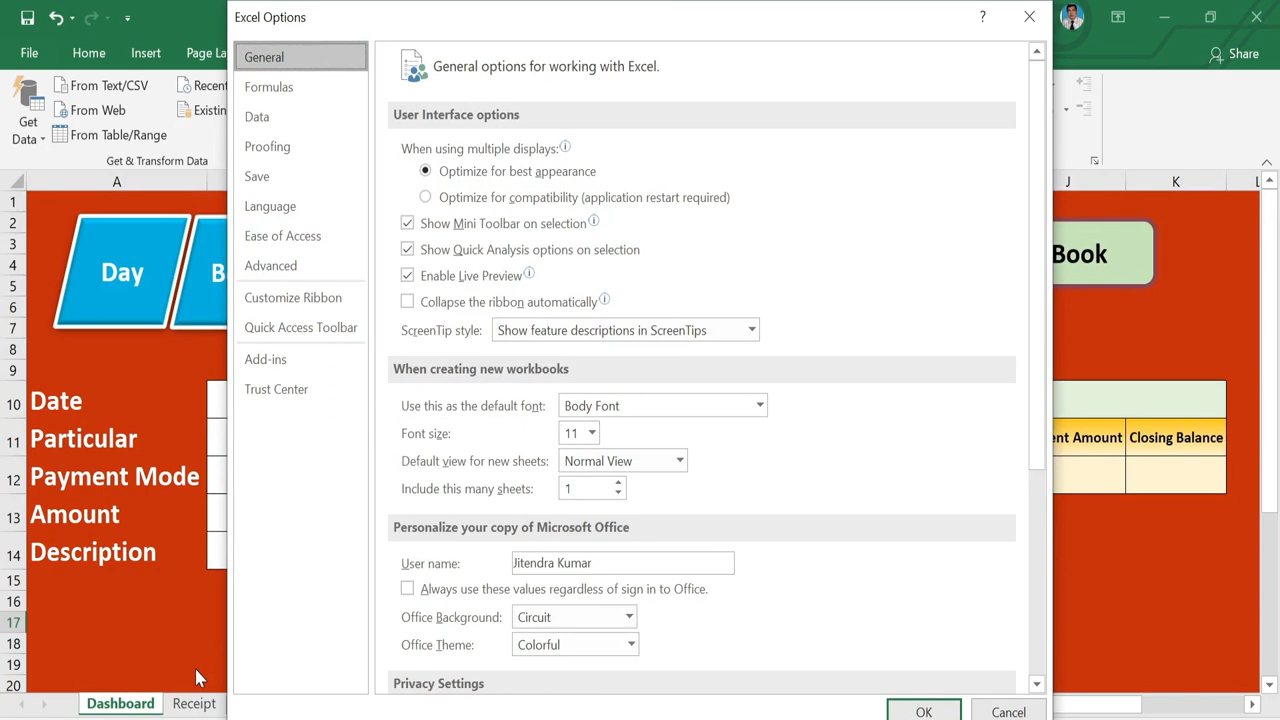 Excel Options
?
File Home Insert Page La
Share
From Text/CSV
Recent
From Web
Existin
From Table/Range
Get
Data
Get & Transform Data
General
Formulas
Data
Proofing
Save
Language
Ease of Access
Advanced
Customize Ribbon
Quick Access Toolbar
Add-ins
Trust Center
General options for working with Excel.
User Interface options
When using multiple displays:
Optimize for best appearance
Optimize for compatibility (application restart required)
Show Mini Toolbar on selection
Show Quick Analysis options on selection
Enable Live Preview
Collapse the ribbon automatically
ScreenTip style: Show feature descriptions in ScreenTips
When creating new workbooks
Use this as the default font: Body Font
Font size: 11
Default view for new sheets: Normal View
Include this many sheets: 1
Personalize your copy of Microsoft Office
User name: Jitendra Kumar
Always use these values regardless of sign in to Office.
Office Background: Circuit
Office Theme: Colorful
Privacy Settings
OK Cancel
A J K L
1
2
3
4
5
6
7
8
9
10
11
12
13
14
15
16
17
18
19
20
Day
B
Book
Date
Particular
Payment Mode
Amount
Description
nt Amount Closing Balance
Dashboard Receipt